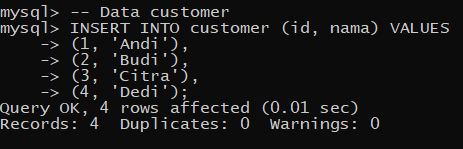 mysql> -- Data customer
mysql> INSERT INTO customer (id, nama) VALUES
    -> (1, 'Andi'),
    -> (2, 'Budi'),
    -> (3, 'Citra'),
    -> (4, 'Dedi');
Query OK, 4 rows affected (0.01 sec)
Records: 4  Duplicates: 0  Warnings: 0